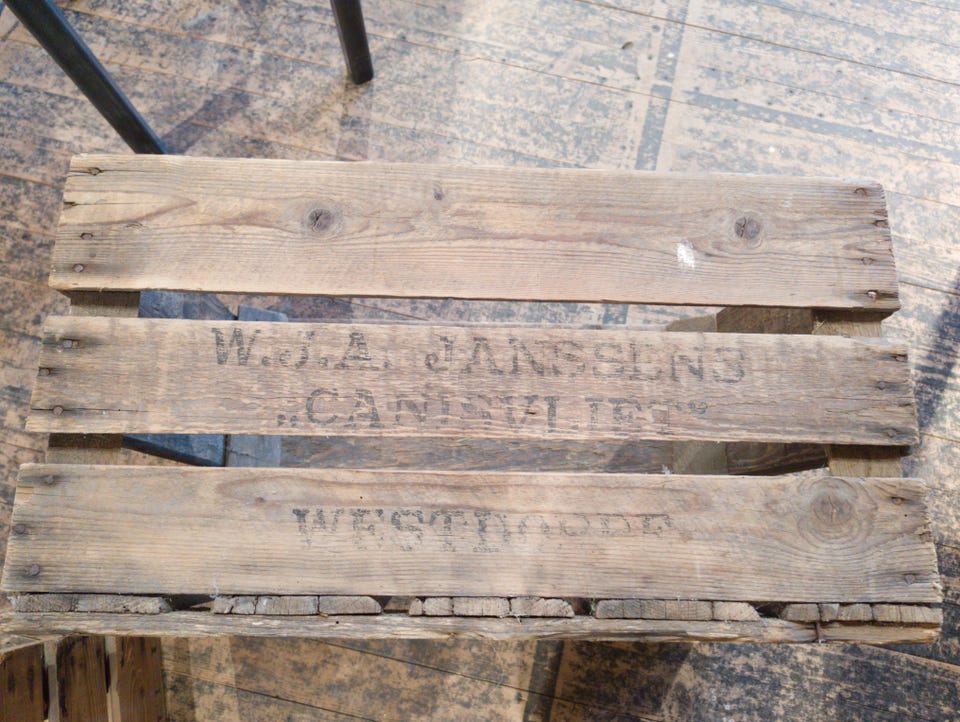 W.J.A. JANSSENS
„CANISVLIET”
WESTDORPE